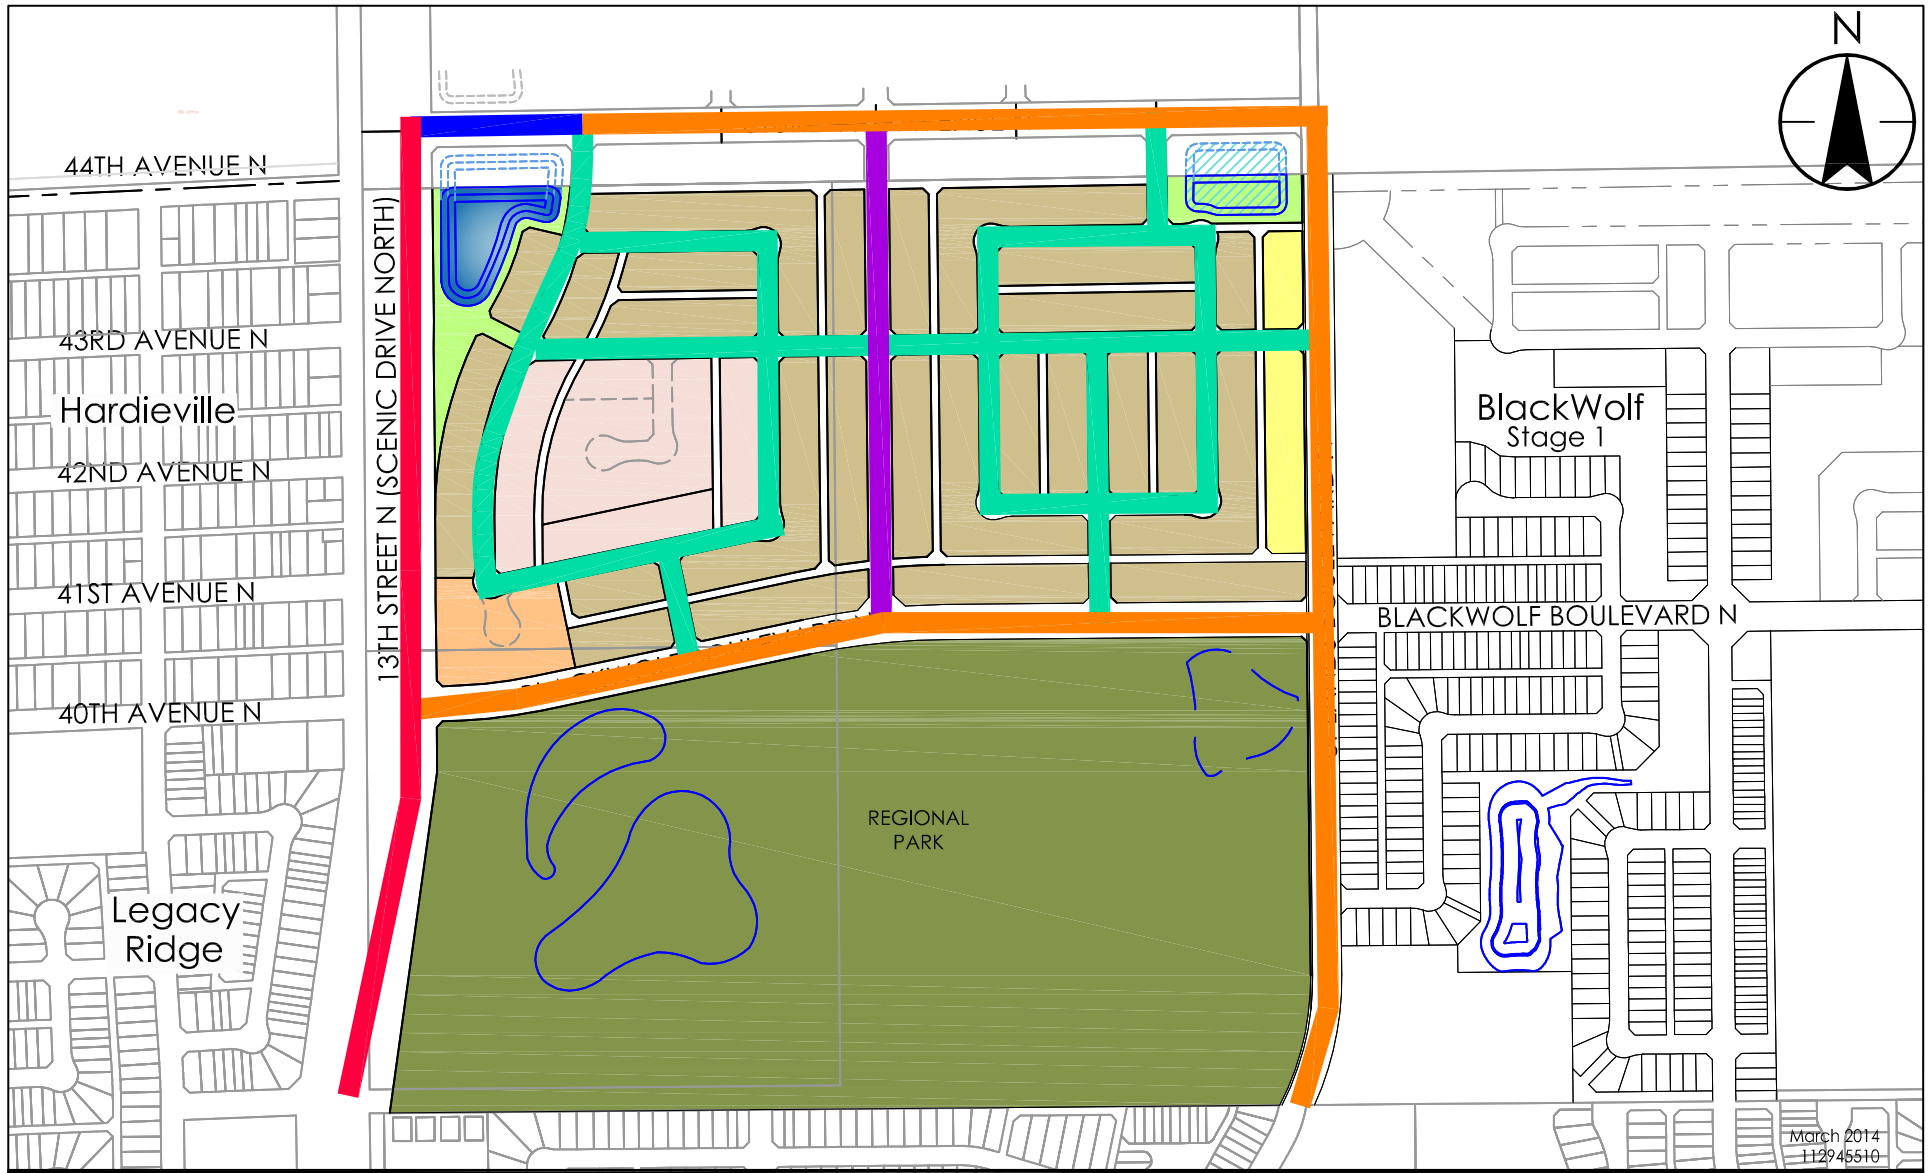 N
44TH AVENUE N
43RD AVENUE N
Hardieville
42ND AVENUE N
41ST AVENUE N
40TH AVENUE N
Legacy
Ridge
13TH STREET N (SCENIC DRIVE NORTH)
BlackWolf
Stage 1
BLACKWOLF BOULEVARD N
REGIONAL
PARK
March 2014
112945510